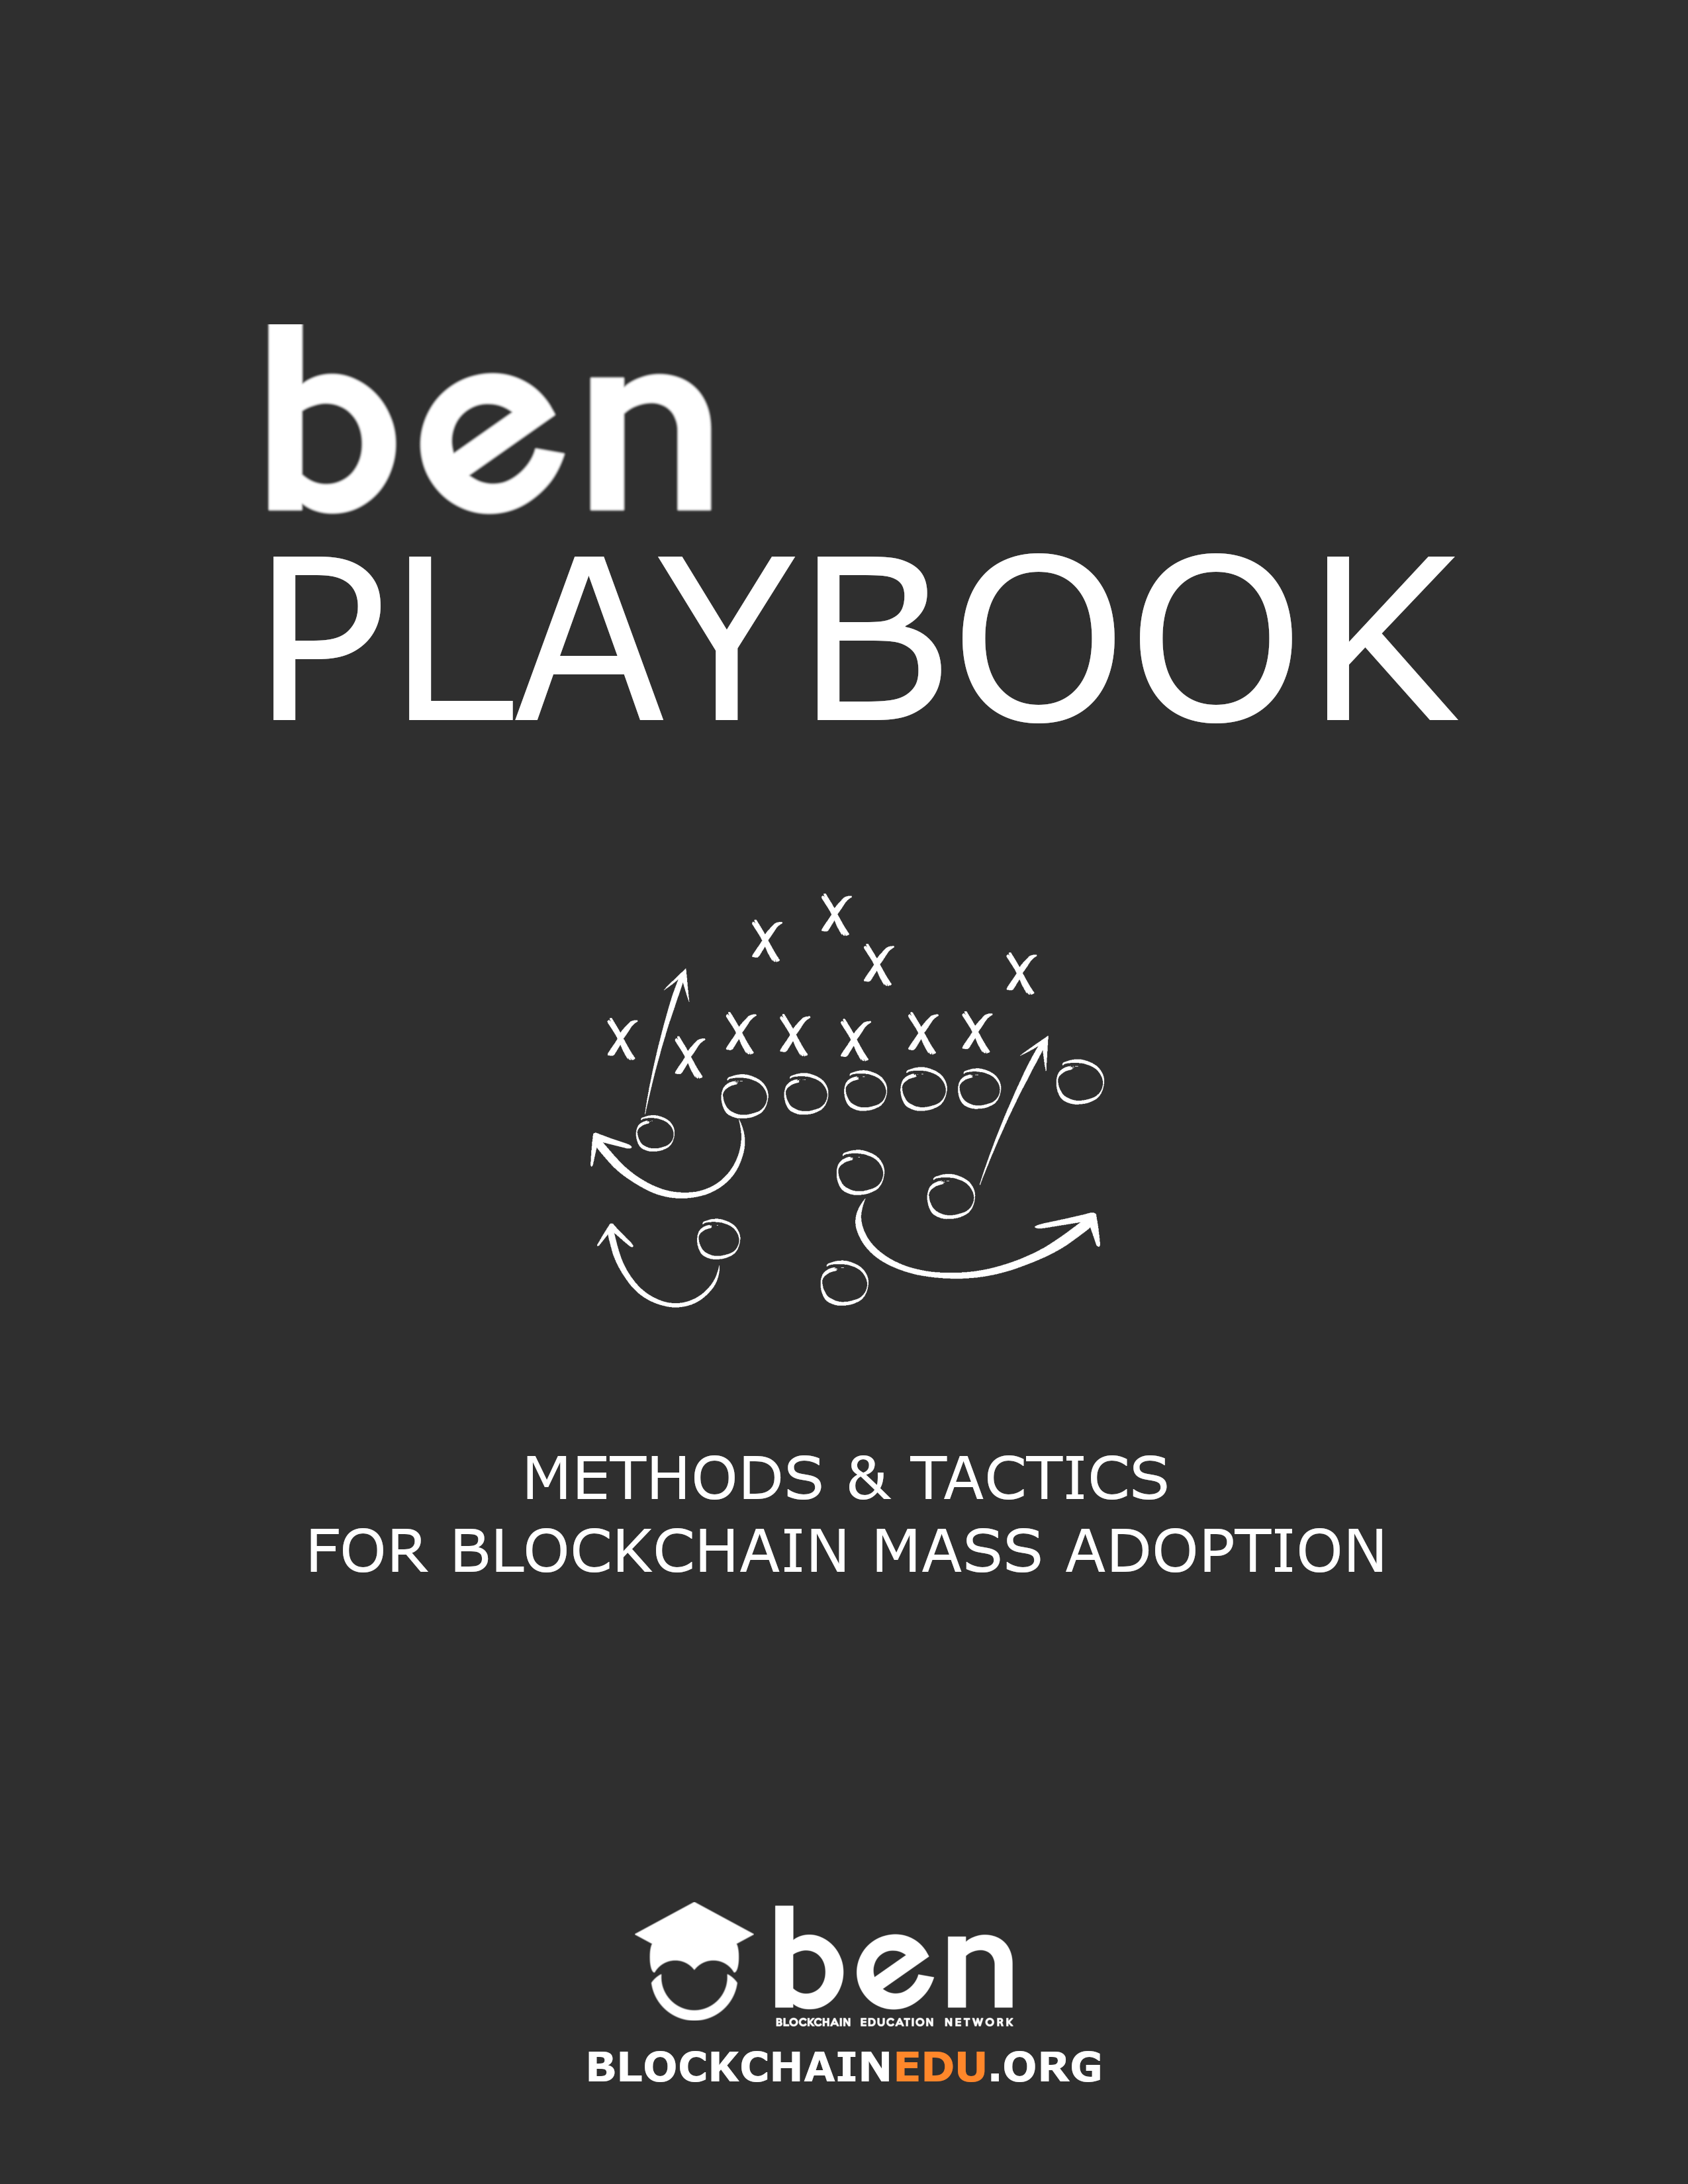 ben
PLAYBOOK
X
X
X
X
X X X X X X X
O O O O O O
O
O
O
O
O
METHODS & TACTICS
FOR BLOCKCHAIN MASS ADOPTION
ben
BLOCKCHAIN EDUCATION NETWORK
BLOCKCHAINEDU.ORG